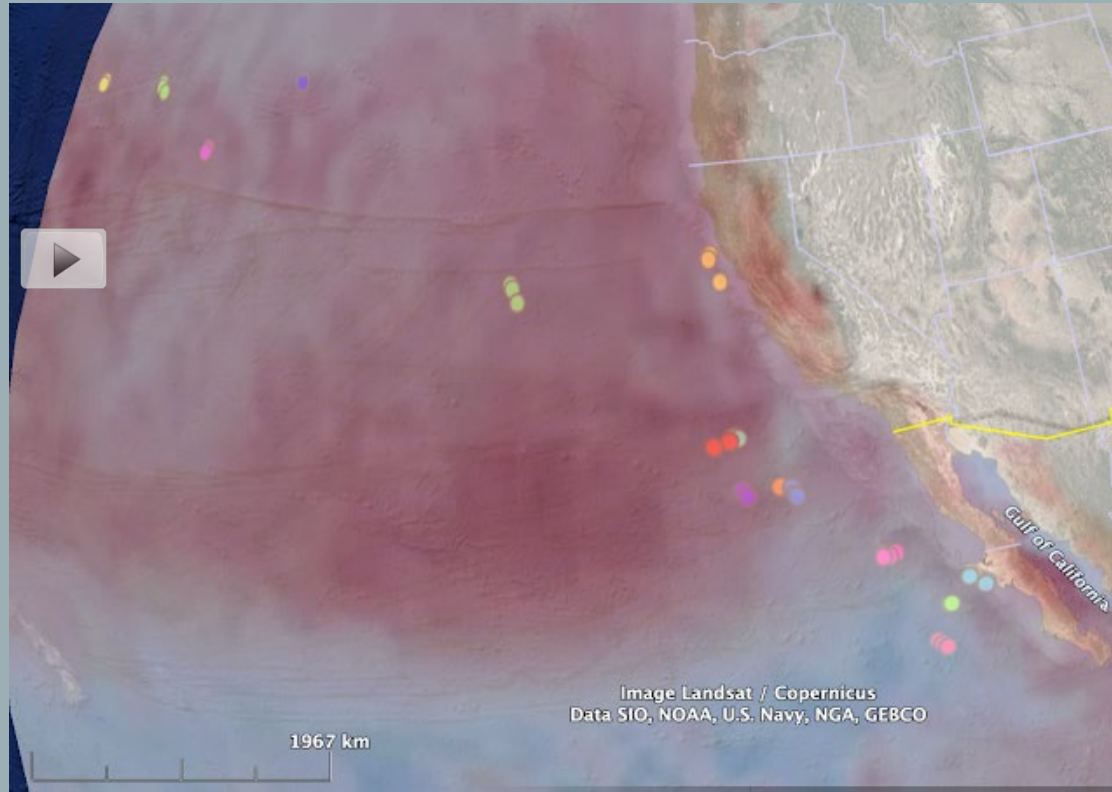 Gulf of California
Image Landsat / Copernicus
Data SIO, NOAA, U.S. Navy, NGA, GEBCO
1967 km